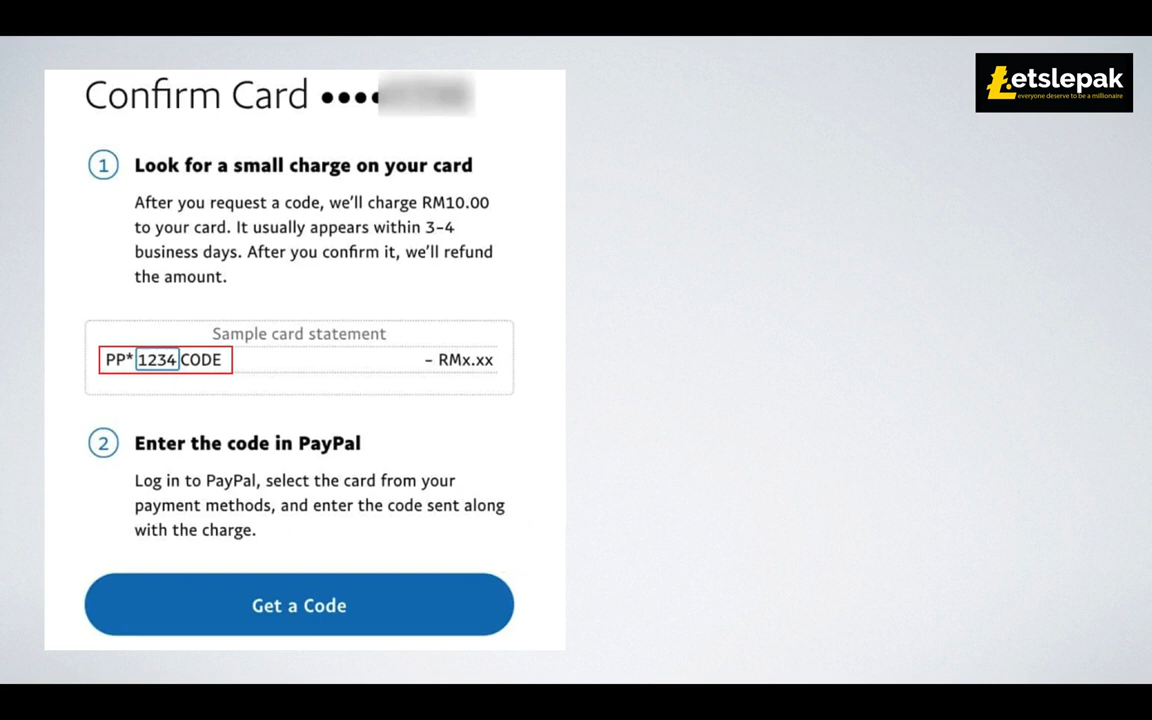 Confirm Card ••••
Łetslepak
everyone deserve to be a millionaire
1 Look for a small charge on your card
After you request a code, we'll charge RM10.00
to your card. It usually appears within 3-4
business days. After you confirm it, we'll refund
the amount.
Sample card statement
PP*1234CODE – RMx.xx
2 Enter the code in PayPal
Log in to PayPal, select the card from your
payment methods, and enter the code sent along
with the charge.
Get a Code